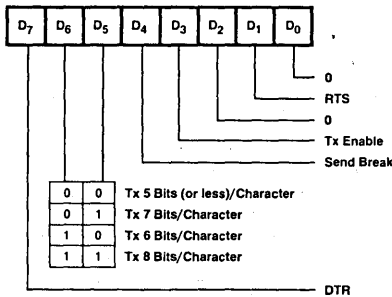 D7 D6 D5 D4 D3 D2 D1 D0
0
RTS
0
Tx Enable
Send Break
0 0 Tx 5 Bits (or less)/Character
0 1 Tx 7 Bits/Character
1 0 Tx 6 Bits/Character
1 1 Tx 8 Bits/Character
DTR